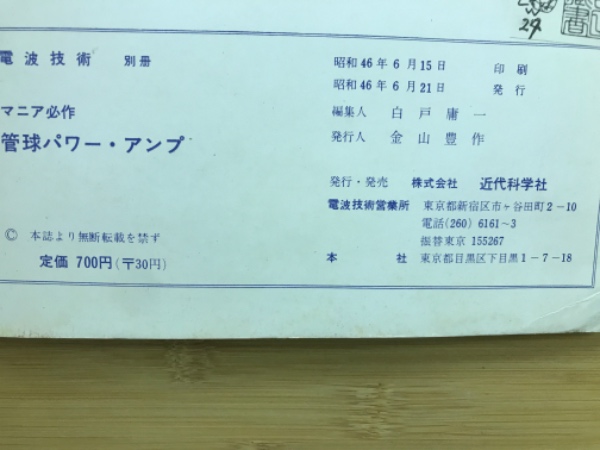 電波技術 別冊
マニア必作
管球パワー・アンプ
© 本誌より無断転載を禁ず
定価 700円(〒30円)
昭和46年6月15日 印刷
昭和46年6月21日 発行
編集人 白戸庸一
発行人 金山豊作
発行・発売 株式会社 近代科学社
電波技術営業所 東京都新宿区市ヶ谷田町2-10
電話(260) 6161~3
振替東京 155267
本社 東京都目黒区下目黒1-7-18
24